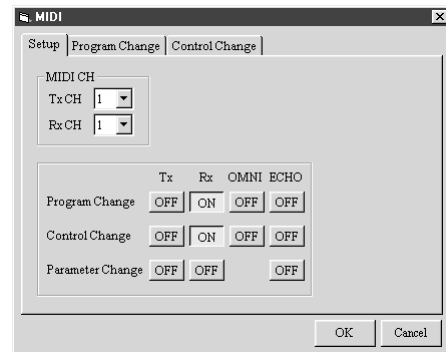 MIDI
Setup Program Change Control Change
MIDI CH
Tx CH 1
Rx CH 1
Tx Rx OMNI ECHO
Program Change OFF ON OFF OFF
Control Change OFF ON OFF OFF
Parameter Change OFF OFF OFF
OK Cancel